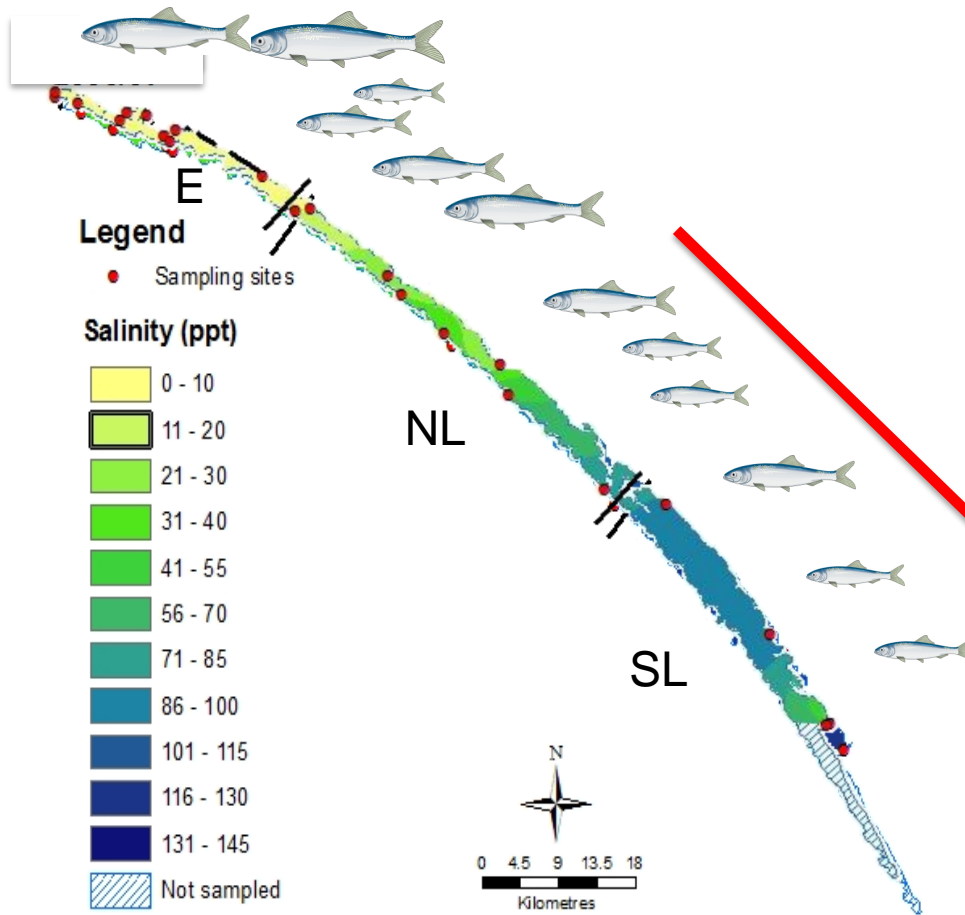 E
Legend
Sampling sites
Salinity (ppt)
0 - 10
11 - 20
21 - 30
31 - 40
41 - 55
56 - 70
71 - 85
86 - 100
101 - 115
116 - 130
131 - 145
Not sampled
NL
SL
N
0 4.5 9 13.5 18
Kilometres